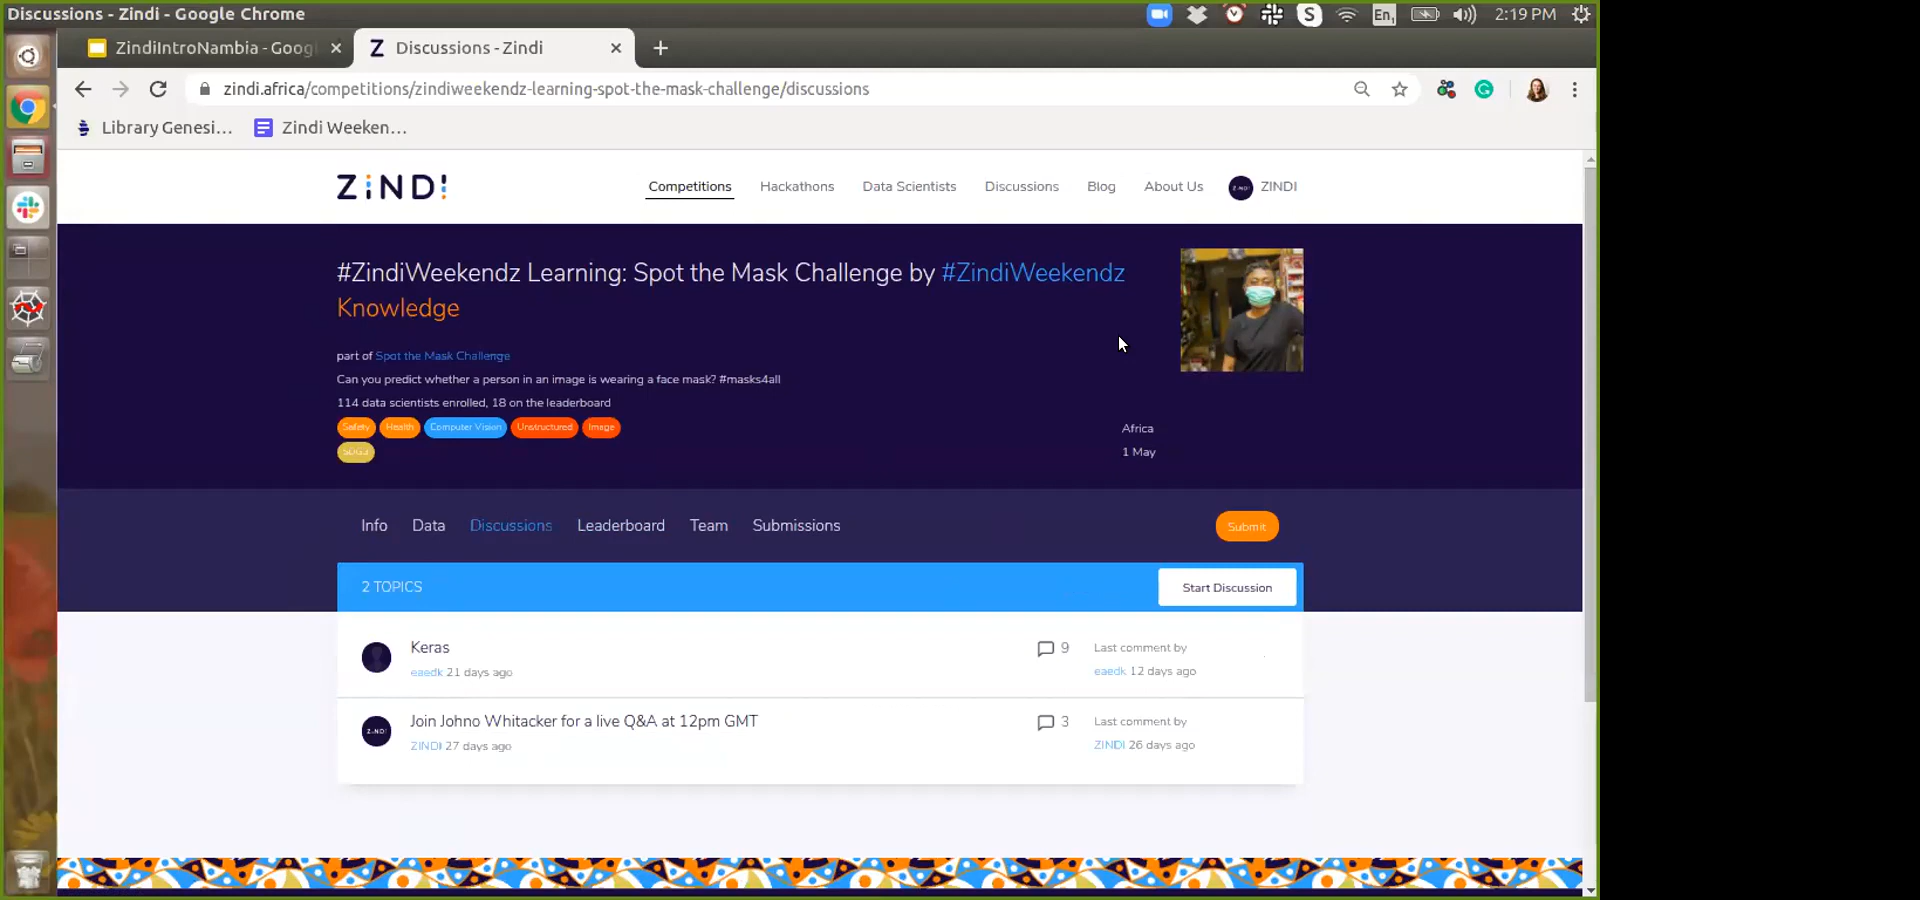 Discussions - Zindi - Google Chrome
En₁
2:19 PM
ZindiIntroNambia - Goog
Discussions - Zindi
zindi.africa/competitions/zindiweekendz-learning-spot-the-mask-challenge/discussions
Library Genesi...
Zindi Weeken...
ZiNDi
Competitions
Hackathons
Data Scientists
Discussions
Blog
About Us
ZINDI
#ZindiWeekendz Learning: Spot the Mask Challenge by #ZindiWeekendz
Knowledge
part of Spot the Mask Challenge
Can you predict whether a person in an image is wearing a face mask? #masks4all
114 data scientists enrolled, 18 on the leaderboard
Safety Health Computer Vision Unstructured Image
SDG3
Africa
1 May
Info
Data
Discussions
Leaderboard
Team
Submissions
Submit
2 TOPICS
Start Discussion
Keras
eaedk 21 days ago
9
Last comment by
eaedk 12 days ago
Join Johno Whitacker for a live Q&A at 12pm GMT
ZINDI 27 days ago
3
Last comment by
ZINDI 26 days ago